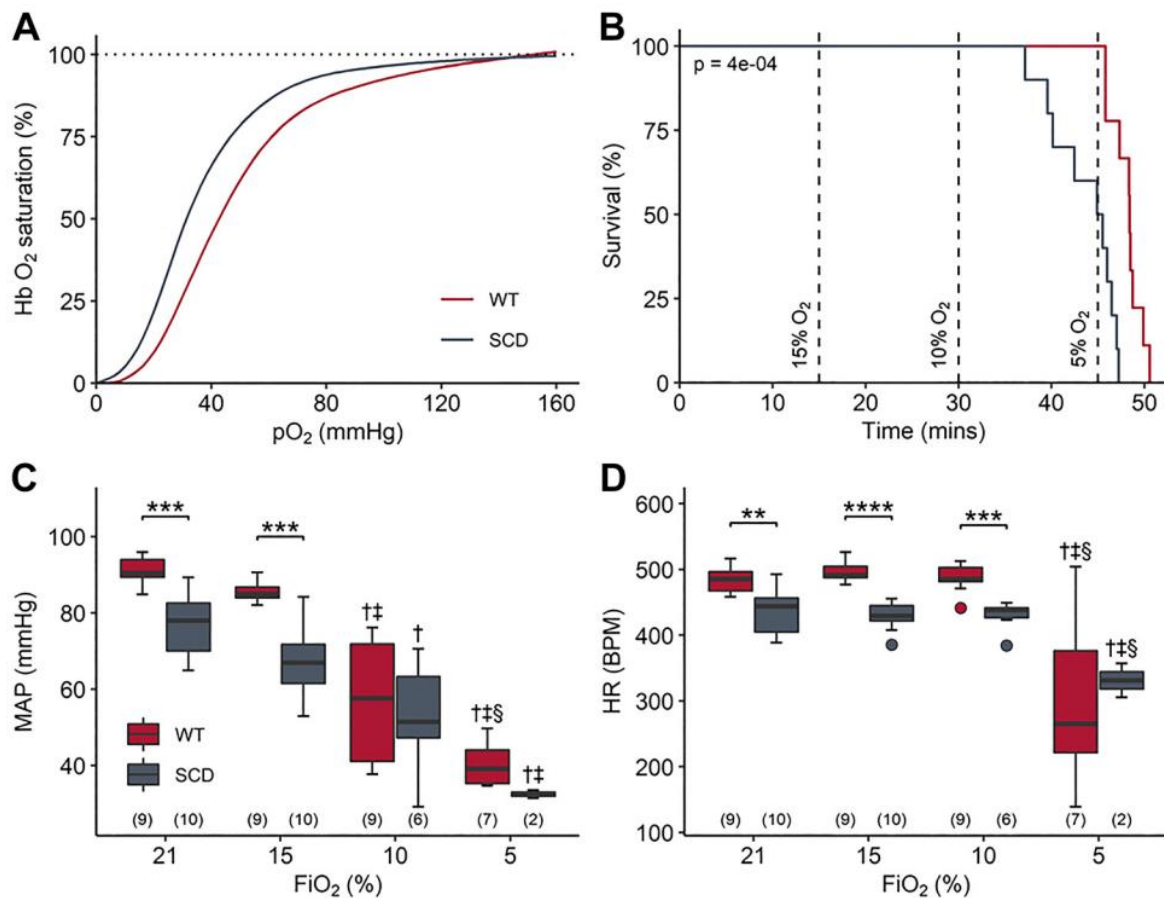 A
Hb O₂ saturation (%)
100
75
50
25
0
WT
SCD
0 40 80 120 160
pO₂ (mmHg)
B
Survival (%)
100
75
50
25
0
p = 4e-04
15% O₂
10% O₂
5% O₂
0 10 20 30 40 50
Time (mins)
C
MAP (mmHg)
100
80
60
40
*** ***
†‡ † †‡§ †‡
WT
SCD
(9) (10) (9) (10) (9) (6) (7) (2)
21 15 10 5
FiO₂ (%)
D
HR (BPM)
600
500
400
300
200
100
** **** ***
†‡§ †‡§
(9) (10) (9) (10) (9) (6) (7) (2)
21 15 10 5
FiO₂ (%)